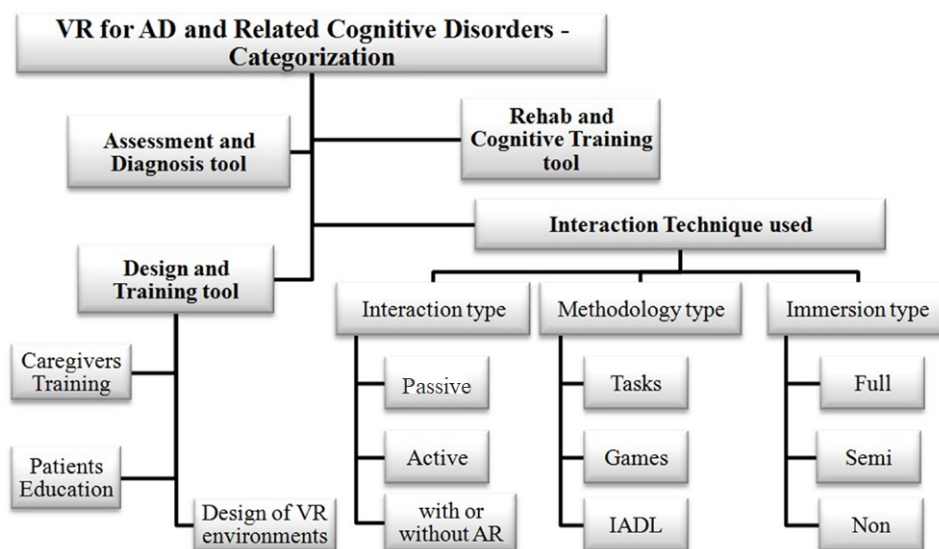 VR for AD and Related Cognitive Disorders -
Categorization
Assessment and
Diagnosis tool
Rehab and
Cognitive Training
tool
Interaction Technique used
Design and
Training tool
Caregivers
Training
Patients
Education
Design of VR
environments
Interaction type
Passive
Active
with or
without AR
Methodology type
Tasks
Games
IADL
Immersion type
Full
Semi
Non